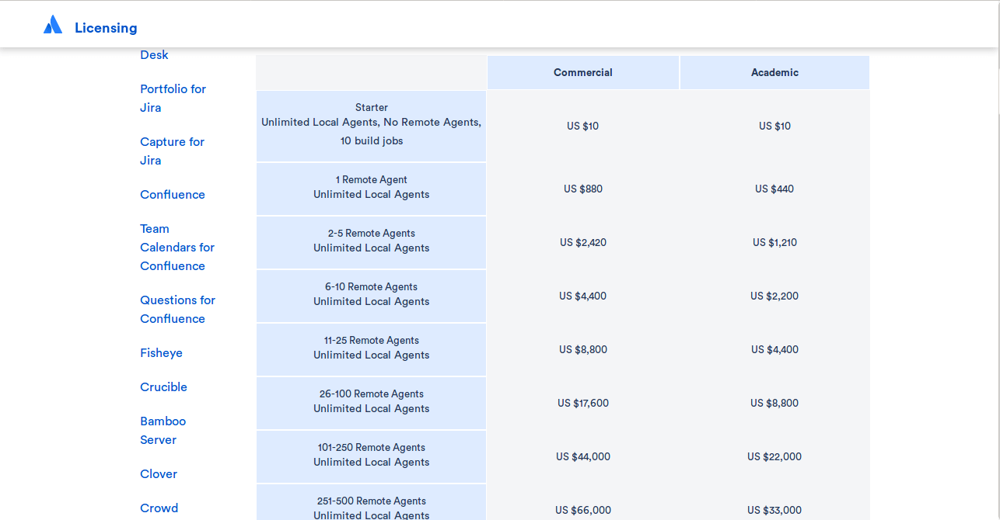 Licensing
Desk
Portfolio for
Jira
Capture for
Jira
Confluence
Team
Calendars for
Confluence
Questions for
Confluence
Fisheye
Crucible
Bamboo
Server
Clover
Crowd
Commercial Academic
Starter
Unlimited Local Agents, No Remote Agents,
10 build jobs
US $10 US $10
1 Remote Agent
Unlimited Local Agents
US $880 US $440
2-5 Remote Agents
Unlimited Local Agents
US $2,420 US $1,210
6-10 Remote Agents
Unlimited Local Agents
US $4,400 US $2,200
11-25 Remote Agents
Unlimited Local Agents
US $8,800 US $4,400
26-100 Remote Agents
Unlimited Local Agents
US $17,600 US $8,800
101-250 Remote Agents
Unlimited Local Agents
US $44,000 US $22,000
251-500 Remote Agents
Unlimited Local Agents
US $66,000 US $33,000